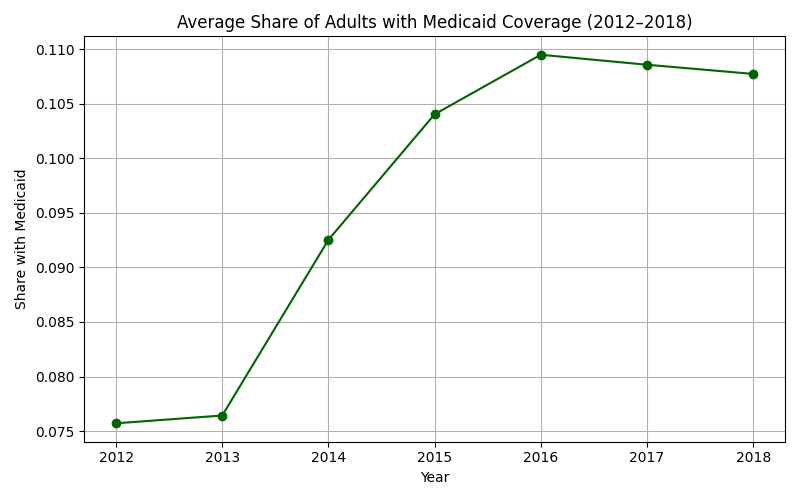 Average Share of Adults with Medicaid Coverage (2012–2018)
0.110
0.105
0.100
0.095
0.090
0.085
0.080
0.075
Share with Medicaid
2012 2013 2014 2015 2016 2017 2018
Year